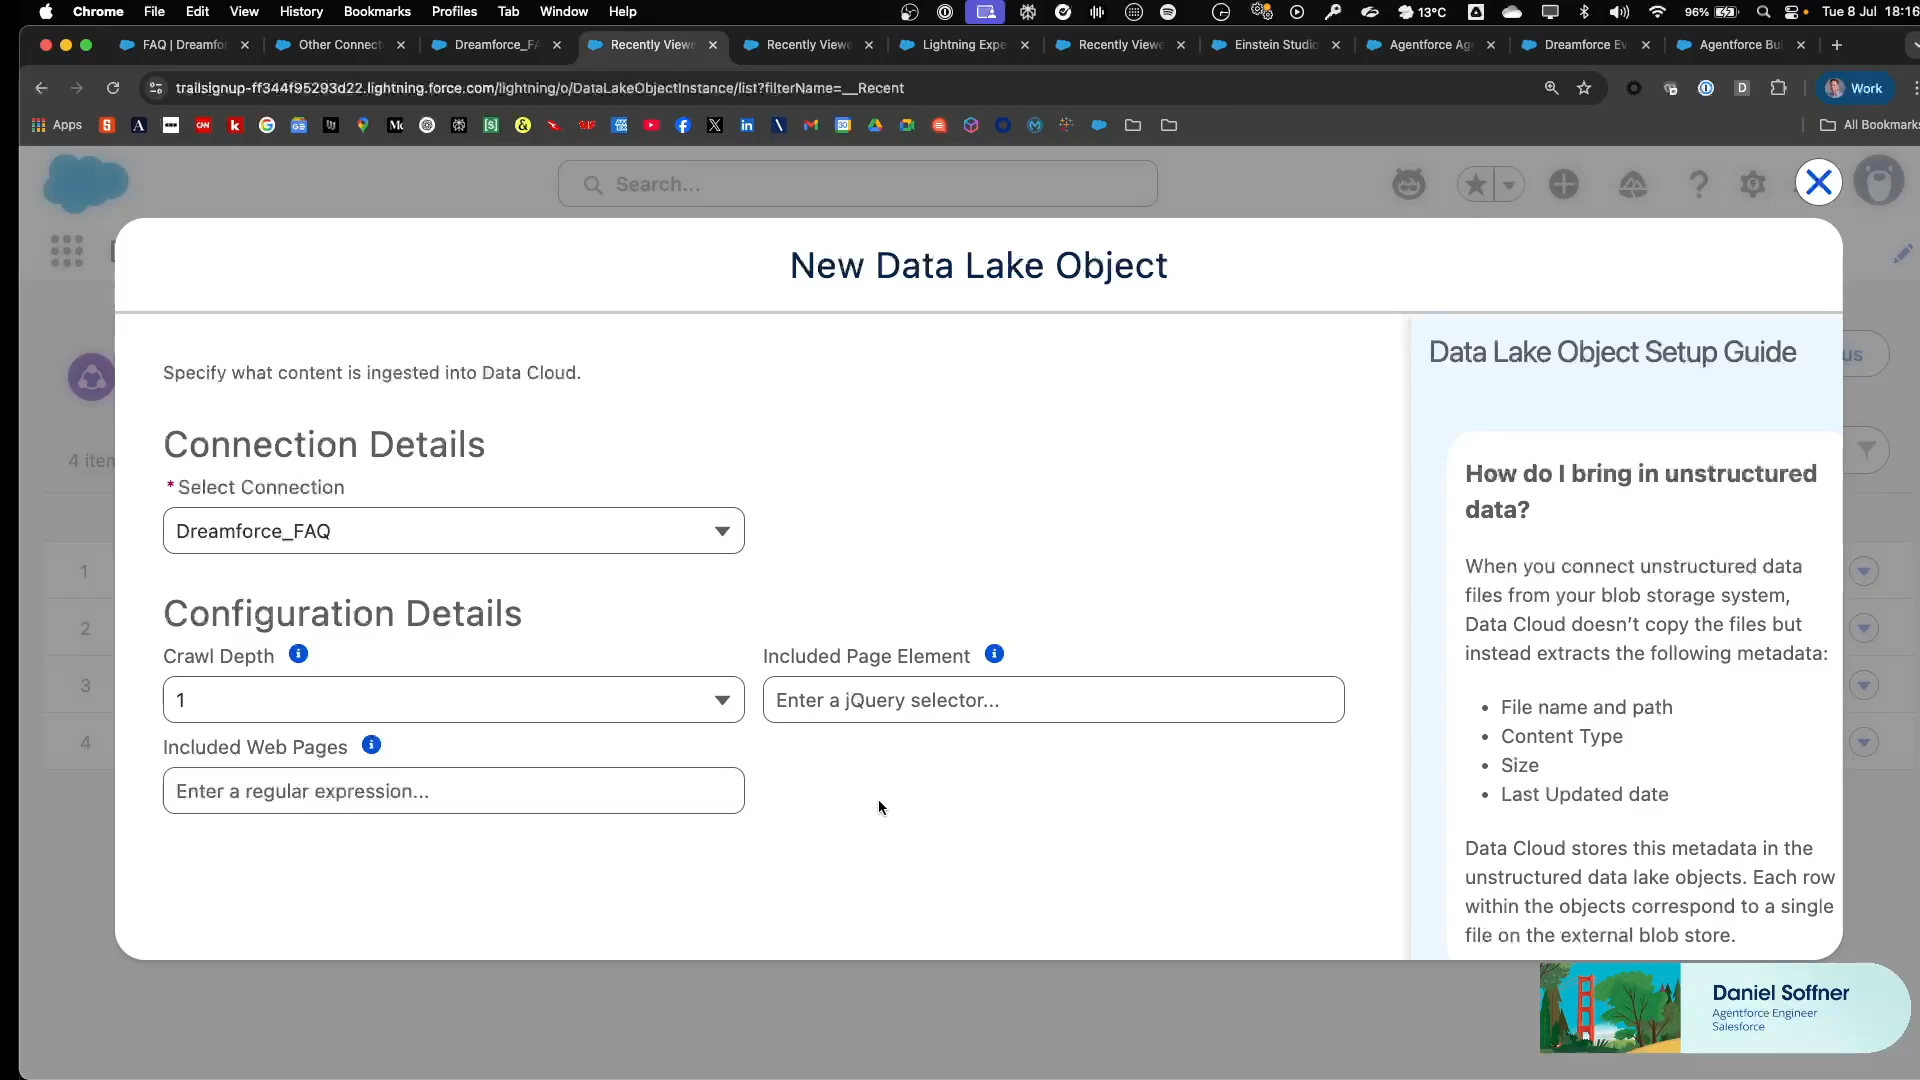 Chrome File Edit View History Bookmarks Profiles Tab Window Help 13°C 96% Tue 8 Jul 18:16
FAQ | Dreamfor Other Connect Dreamforce_FA Recently View Recently View Lightning Expe Recently View Einstein Studio Agentforce Ag Dreamforce Ev Agentforce Bui
trailsignup-ff344f95293d22.lightning.force.com/lightning/o/DataLakeObjectInstance/list?filterName=__Recent Work
Apps All Bookmarks
Search...
New Data Lake Object
Specify what content is ingested into Data Cloud.
Connection Details
* Select Connection
Dreamforce_FAQ
Configuration Details
Crawl Depth
1
Included Page Element
Enter a jQuery selector...
Included Web Pages
Enter a regular expression...
Data Lake Object Setup Guide
How do I bring in unstructured
data?
When you connect unstructured data
files from your blob storage system,
Data Cloud doesn't copy the files but
instead extracts the following metadata:
• File name and path
• Content Type
• Size
• Last Updated date
Data Cloud stores this metadata in the
unstructured data lake objects. Each row
within the objects correspond to a single
file on the external blob store.
us
4 item
1
2
3
4
Daniel Soffner
Agentforce Engineer
Salesforce